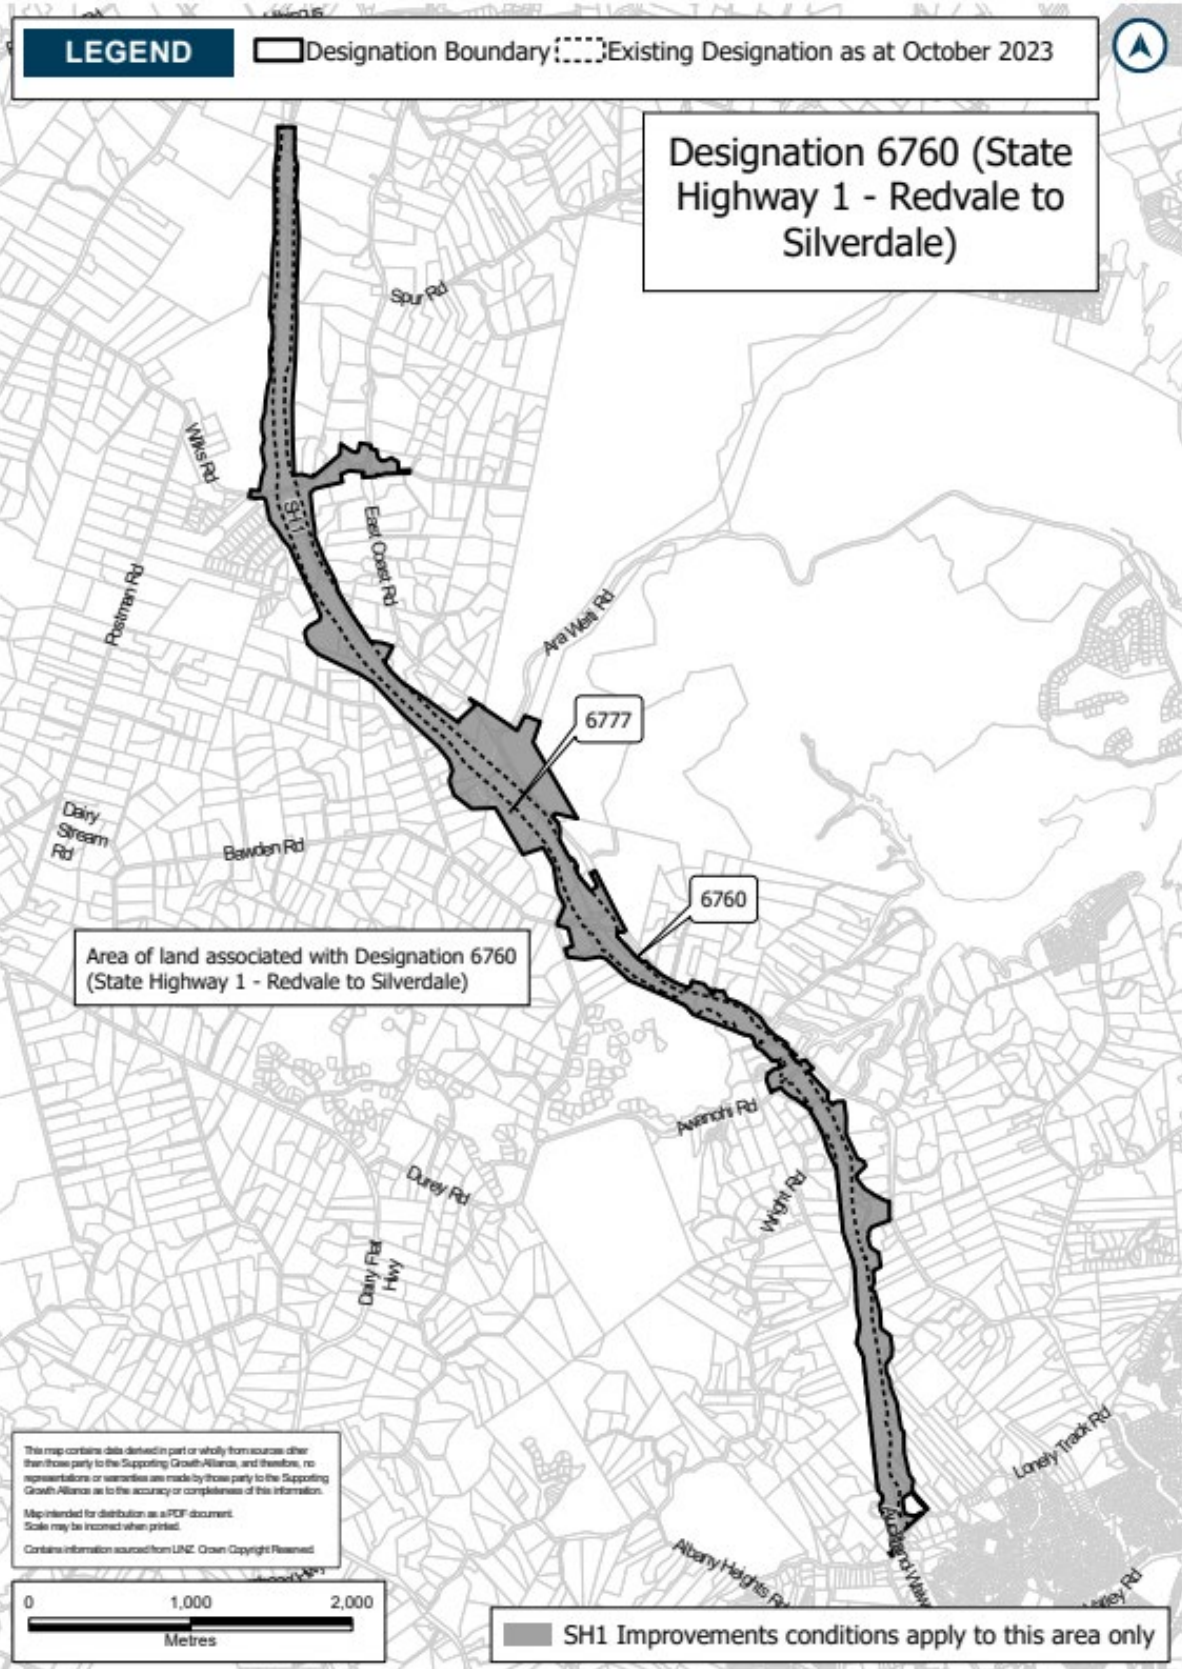 LEGEND
Designation Boundary
Existing Designation as at October 2023
Designation 6760 (State
Highway 1 - Redvale to
Silverdale)
Spur Rd
Wilks Rd
SH1
East Coast Rd
Postman Rd
Ara Weiti Rd
6777
Dairy
Stream
Rd
Bawden Rd
6760
Area of land associated with Designation 6760
(State Highway 1 - Redvale to Silverdale)
Awanohi Rd
Durey Rd
Wright Rd
Dairy Flat
Hwy
Lonely Track Rd
This map contains data derived in part or wholly from sources other
than those party to the Supporting Growth Alliance, and therefore, no
representations or warranties are made by those party to the Supporting
Growth Alliance as to the accuracy or completeness of this information.
Map intended for distribution as a PDF document.
Scale may be incorrect when printed.
Contains information sourced from LINZ. Crown Copyright Reserved.
Albany Heights Rd
0 1,000 2,000
Metres
SH1 Improvements conditions apply to this area only